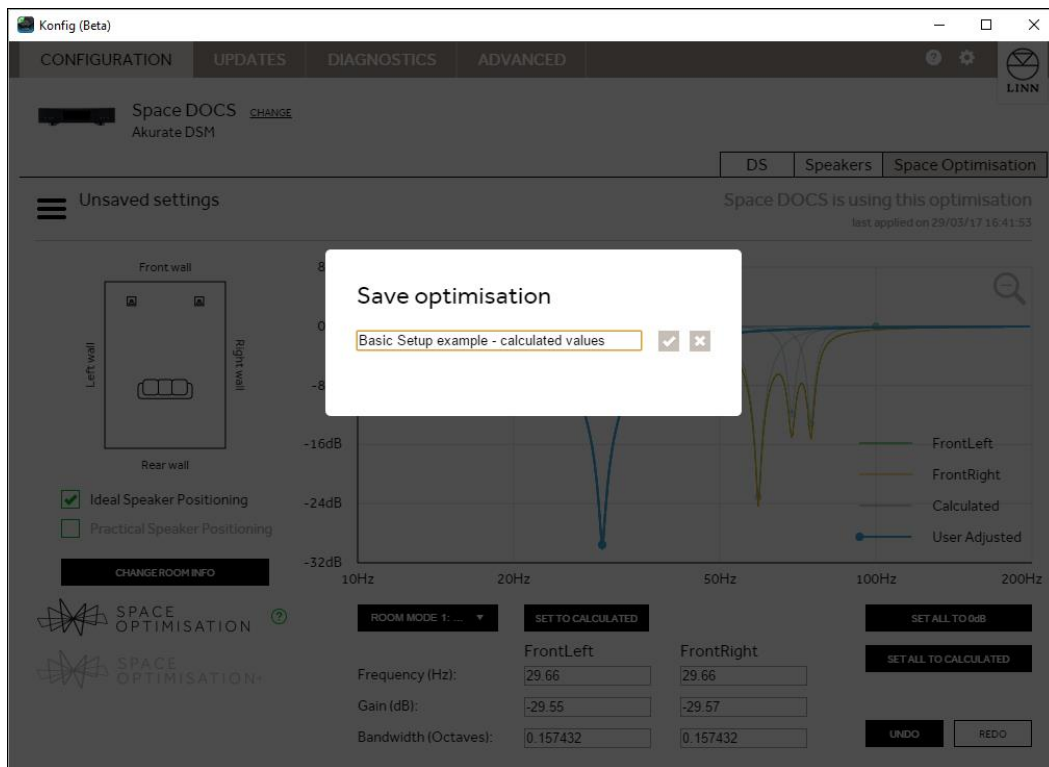 Konfig (Beta)
CONFIGURATION UPDATES DIAGNOSTICS ADVANCED
LINN
Space DOCS CHANGE
Akurate DSM
DS Speakers Space Optimisation
Unsaved settings
Space DOCS is using this optimisation
last applied on 29/03/17 16:41:53
Front wall
Left wall
Right wall
Rear wall
Save optimisation
Basic Setup example - calculated values
8
0
-8
-16dB
-24dB
-32dB
10Hz 20Hz 50Hz 100Hz 200Hz
FrontLeft
FrontRight
Calculated
User Adjusted
Ideal Speaker Positioning
Practical Speaker Positioning
CHANGE ROOM INFO
SPACE
OPTIMISATION ?
SPACE
OPTIMISATION+
ROOM MODE 1: ... SET TO CALCULATED SET ALL TO 0dB
SET ALL TO CALCULATED
FrontLeft FrontRight
Frequency (Hz): 29.66 29.66
Gain (dB): -29.55 -29.57
Bandwidth (Octaves): 0.157432 0.157432
UNDO REDO